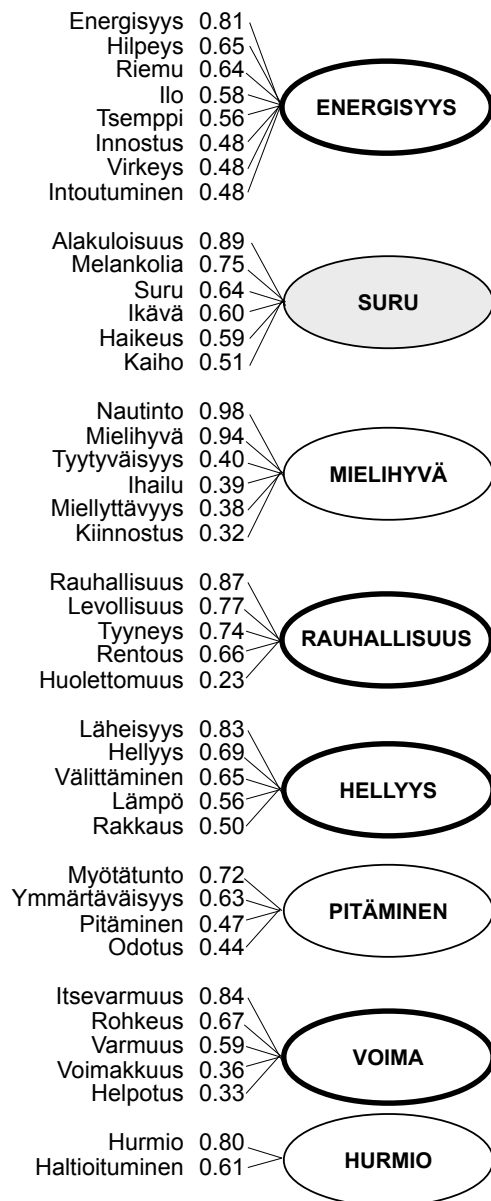 Energisyys 0.81
Hilpeys 0.65
Riemu 0.64
Ilo 0.58
Tsemppi 0.56
Innostus 0.48
Virkeys 0.48
Intoutuminen 0.48
ENERGISYYS
Alakuloisuus 0.89
Melankolia 0.75
Suru 0.64
Ikävä 0.60
Haikeus 0.59
Kaiho 0.51
SURU
Nautinto 0.98
Mielihyvä 0.94
Tyytyväisyys 0.40
Ihailu 0.39
Miellyttävyys 0.38
Kiinnostus 0.32
MIELIHYVÄ
Rauhallisuus 0.87
Levollisuus 0.77
Tyyneys 0.74
Rentous 0.66
Huolettomuus 0.23
RAUHALLISUUS
Läheisyys 0.83
Hellyys 0.69
Välittäminen 0.65
Lämpö 0.56
Rakkaus 0.50
HELLYYS
Myötätunto 0.72
Ymmärtäväisyys 0.63
Pitäminen 0.47
Odotus 0.44
PITÄMINEN
Itsevarmuus 0.84
Rohkeus 0.67
Varmuus 0.59
Voimakkuus 0.36
Helpotus 0.33
VOIMA
Hurmio 0.80
Haltioituminen 0.61
HURMIO